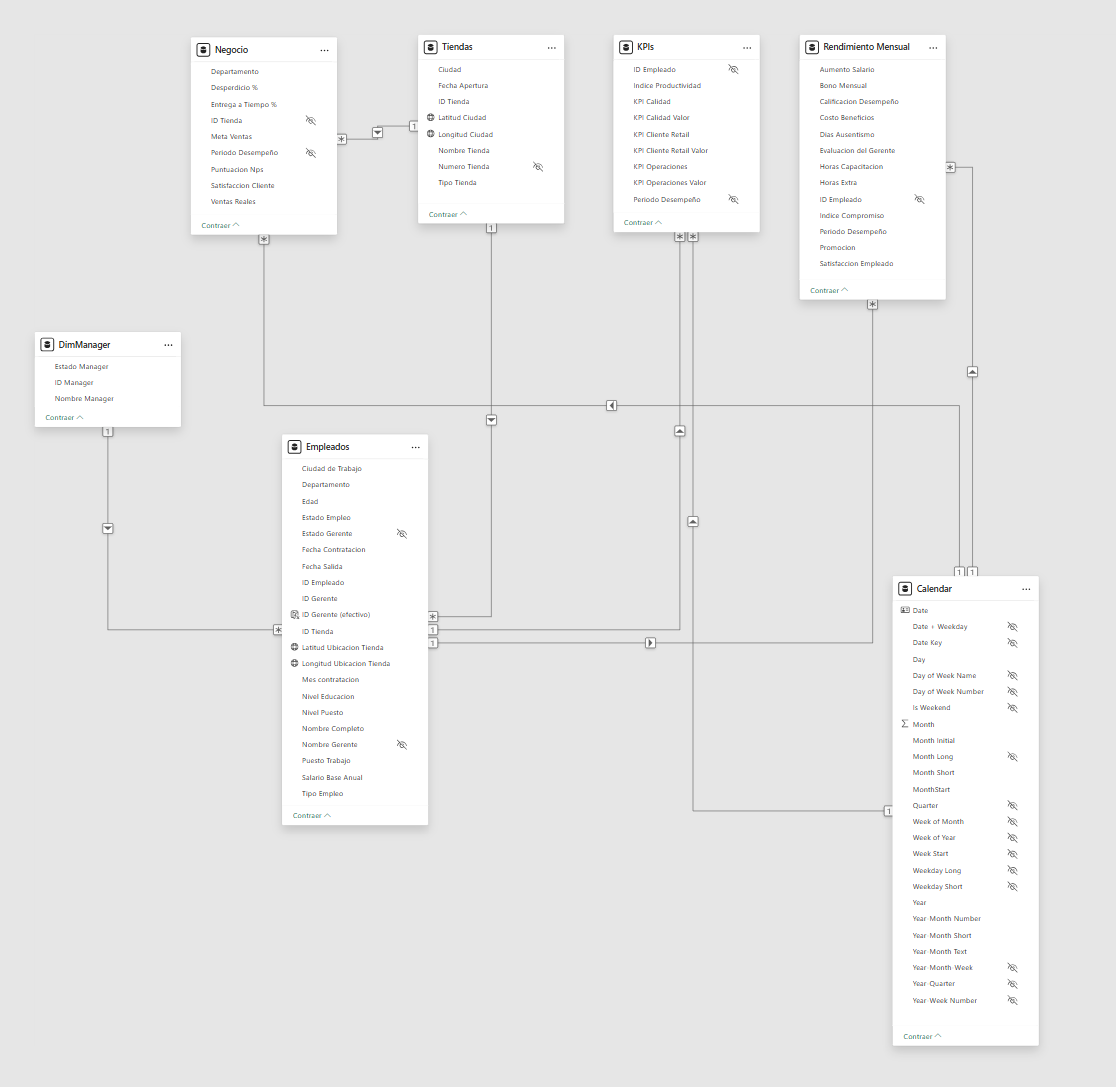 Negocio
Departamento
Desperdicio %
Entrega a Tiempo %
ID Tienda
Meta Ventas
Periodo Desempeño
Puntuacion Nps
Satisfaccion Cliente
Ventas Reales
Contraer
Tiendas
Ciudad
Fecha Apertura
ID Tienda
Latitud Ciudad
Longitud Ciudad
Nombre Tienda
Numero Tienda
Tipo Tienda
Contraer
KPIs
ID Empleado
Indice Productividad
KPI Calidad
KPI Calidad Valor
KPI Cliente Retail
KPI Cliente Retail Valor
KPI Operaciones
KPI Operaciones Valor
Periodo Desempeño
Contraer
Rendimiento Mensual
Aumento Salario
Bono Mensual
Calificacion Desempeño
Costo Beneficios
Dias Ausentismo
Evaluacion del Gerente
Horas Capacitacion
Horas Extra
ID Empleado
Indice Compromiso
Periodo Desempeño
Promocion
Satisfaccion Empleado
Contraer
DimManager
Estado Manager
ID Manager
Nombre Manager
Contraer
Empleados
Ciudad de Trabajo
Departamento
Edad
Estado Empleo
Estado Gerente
Fecha Contratacion
Fecha Salida
ID Empleado
ID Gerente
ID Gerente (efectivo)
ID Tienda
Latitud Ubicacion Tienda
Longitud Ubicacion Tienda
Mes contratacion
Nivel Educacion
Nivel Puesto
Nombre Completo
Nombre Gerente
Puesto Trabajo
Salario Base Anual
Tipo Empleo
Contraer
Calendar
Date
Date + Weekday
Date Key
Day
Day of Week Name
Day of Week Number
Is Weekend
Month
Month Initial
Month Long
Month Short
MonthStart
Quarter
Week of Month
Week of Year
Week Start
Weekday Long
Weekday Short
Year
Year-Month Number
Year-Month Short
Year-Month Text
Year-Month-Week
Year-Quarter
Year-Week Number
Contraer
1
1
1
1
1
1
1
1